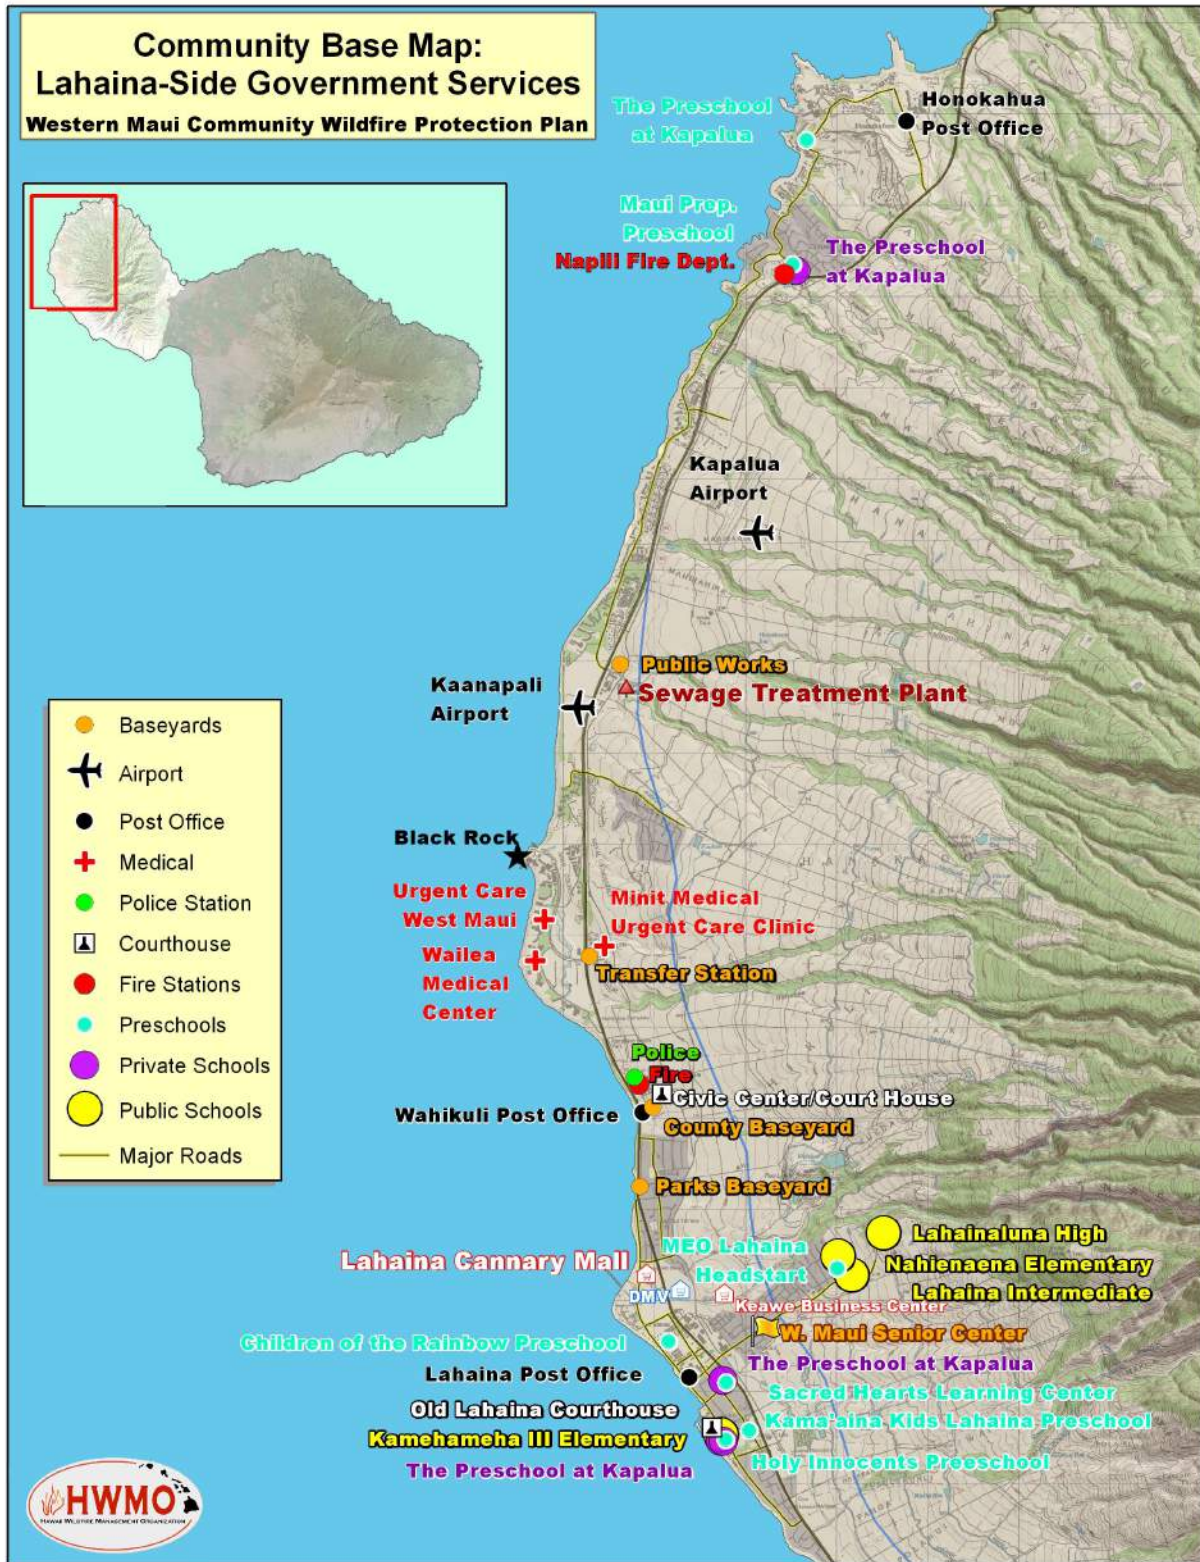 Community Base Map:
Lahaina-Side Government Services
Western Maui Community Wildfire Protection Plan
The Preschool
at Kapalua
Honokahua
Post Office
Maui Prep.
Preschool
Napili Fire Dept.
The Preschool
at Kapalua
Kapalua
Airport
Public Works
Sewage Treatment Plant
Kaanapali
Airport
Baseyards
Airport
Post Office
Medical
Police Station
Courthouse
Fire Stations
Preschools
Private Schools
Public Schools
Major Roads
Black Rock
Urgent Care
West Maui
Minit Medical
Urgent Care Clinic
Wailea
Medical
Center
Transfer Station
Police
Fire
Civic Center/Court House
Wahikuli Post Office
County Baseyard
Parks Baseyard
Lahainaluna High
MEO Lahaina
Headstart
Nahienaena Elementary
Lahaina Intermediate
Lahaina Cannary Mall
DMV
Keawe Business Center
W. Maui Senior Center
Children of the Rainbow Preschool
The Preschool at Kapalua
Lahaina Post Office
Sacred Hearts Learning Center
Old Lahaina Courthouse
Kama'aina Kids Lahaina Preschool
Kamehameha III Elementary
Holy Innocents Preeschool
The Preschool at Kapalua
HWMO
HAWAII WILDFIRE MANAGEMENT ORGANIZATION